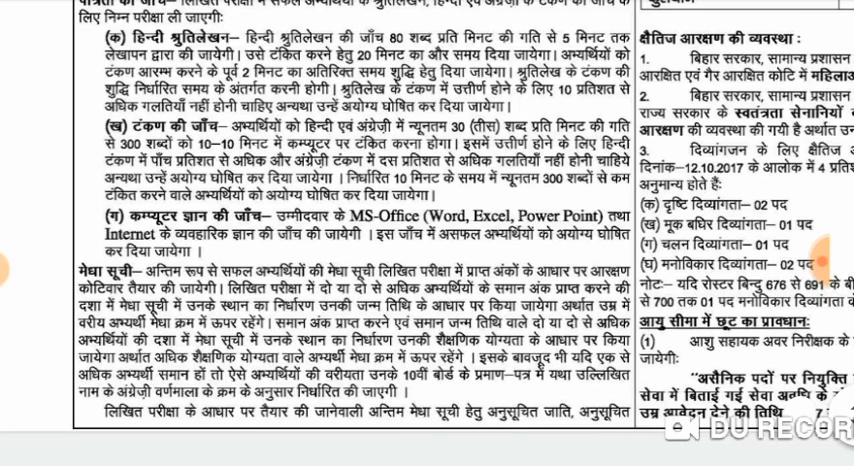 पात्रता की जाँच– लिखित परीक्षा में सफल अभ्यर्थियों के श्रुतिलेखन, हिन्दी एवं अंग्रेजी के टंकण की जाँच के
लिए निम्न परीक्षा ली जाएगीः
(क) हिन्दी श्रुतिलेखन– हिन्दी श्रुतिलेखन की जाँच 80 शब्द प्रति मिनट की गति से 5 मिनट तक
लेखापन द्वारा की जायेगी। उसे टंकित करने हेतु 20 मिनट का और समय दिया जायेगा। अभ्यर्थियों को
टंकण आरम्भ करने के पूर्व 2 मिनट का अतिरिक्त समय शुद्धि हेतु दिया जायेगा। श्रुतिलेख के टंकण की
शुद्धि निर्धारित समय के अंतर्गत करनी होगी। श्रुतिलेख के टंकण में उत्तीर्ण होने के लिए 10 प्रतिशत से
अधिक गलतियाँ नहीं होनी चाहिए अन्यथा उन्हें अयोग्य घोषित कर दिया जायेगा।
(ख) टंकण की जाँच– अभ्यर्थियों को हिन्दी एवं अंग्रेज़ी में न्यूनतम 30 (तीस) शब्द प्रति मिनट की गति
से 300 शब्दों को 10–10 मिनट में कम्प्यूटर पर टंकित करना होगा। इसमें उत्तीर्ण होने के लिए हिन्दी
टंकण में पाँच प्रतिशत से अधिक और अंग्रेजी टंकण में दस प्रतिशत से अधिक गलतियाँ नहीं होनी चाहिये
अन्यथा उन्हें अयोग्य घोषित कर दिया जायेगा । निर्धारित 10 मिनट के समय में न्यूनतम 300 शब्दों से कम
टंकित करने वाले अभ्यर्थियों को अयोग्य घोषित कर दिया जायेगा।
(ग) कम्प्यूटर ज्ञान की जाँच– उम्मीदवार के MS-Office (Word, Excel, Power Point) तथा
Internet के व्यवहारिक ज्ञान की जाँच की जायेगी । इस जाँच में असफल अभ्यर्थियों को अयोग्य घोषित
कर दिया जाएगा ।
मेधा सूची– अन्तिम रूप से सफल अभ्यर्थियों की मेधा सूची लिखित परीक्षा में प्राप्त अंकों के आधार पर आरक्षण
कोटिवार तैयार की जायेगी। लिखित परीक्षा में दो या दो से अधिक अभ्यर्थियों के समान अंक प्राप्त करने की
दशा में मेधा सूची में उनके स्थान का निर्धारण उनकी जन्म तिथि के आधार पर किया जायेगा अर्थात उम्र में
वरीय अभ्यर्थी मेधा क्रम में ऊपर रहेंगे। समान अंक प्राप्त करने एवं समान जन्म तिथि वाले दो या दो से अधिक
अभ्यर्थियों की दशा में मेधा सूची में उनके स्थान का निर्धारण उनकी शैक्षणिक योग्यता के आधार पर किया
जायेगा अर्थात अधिक शैक्षणिक योग्यता वाले अभ्यर्थी मेधा क्रम में ऊपर रहेंगे । इसके बावजूद भी यदि एक से
अधिक अभ्यर्थी समान हों तो ऐसे अभ्यर्थियों की वरीयता उनके 10वीं बोर्ड के प्रमाण–पत्र में यथा उल्लिखित
नाम के अंग्रेज़ी वर्णमाला के क्रम के अनुसार निर्धारित की जाएगी ।
लिखित परीक्षा के आधार पर तैयार की जानेवाली अन्तिम मेधा सूची हेतु अनुसूचित जाति, अनुसूचित
क्षैतिज आरक्षण की व्यवस्था :
1. बिहार सरकार, सामान्य प्रशासन
आरक्षित एवं गैर आरक्षित कोटि में
2. बिहार सरकार, सामान्य प्रशासन
राज्य सरकार के स्वतंत्रता सेनानियों
आरक्षण की व्यवस्था की गयी है अर्थात
3. दिव्यांगजन के लिए क्षैतिज
दिनांक–12.10.2017 के आलोक में 4
अनुमान्य होते हैंः
(क) दृष्टि दिव्यांगता– 02 पद
(ख) मूक बधिर दिव्यांगता– 01 पद
(ग) चलन दिव्यांगता– 01 पद
(घ) मनोविकार दिव्यांगता– 02 पद
नोटः– यदि रोस्टर बिन्दु 676 से 691 के
से 700 तक 01 पद मनोविकार दिव्यांगता
आयु सीमा में छूट का प्रावधानः
(1) आशु सहायक अवर निरीक्षक के
जायेगीः
"असैनिक पदों पर नियुक्ति
सेवा में बिताई गई सेवा अवधि के
उम्र आवेदन देने की तिथि
DU RECOR